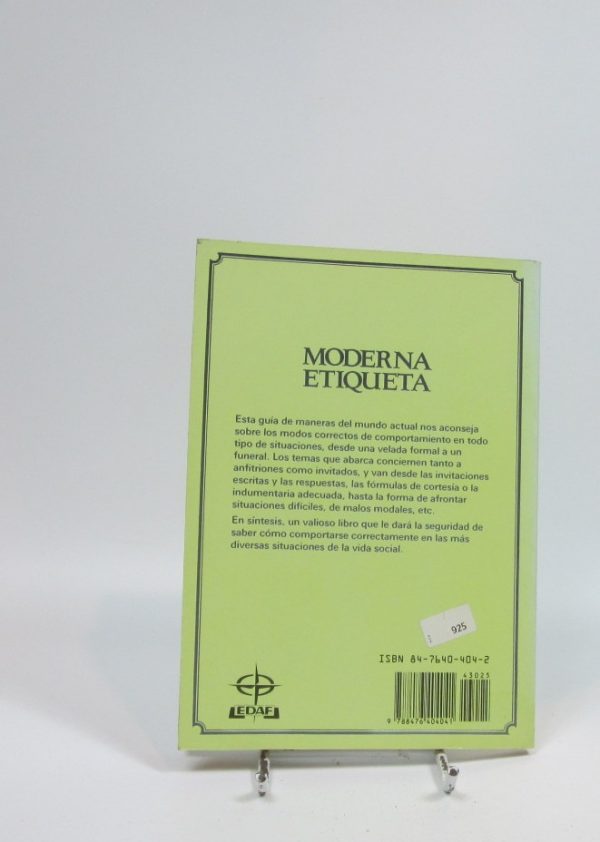 MODERNA
ETIQUETA
Esta guía de maneras del mundo actual nos aconseja
sobre los modos correctos de comportamiento en todo
tipo de situaciones, desde una velada formal a un
funeral. Los temas que abarca conciernen tanto a
anfitriones como invitados, y van desde las invitaciones
escritas y las respuestas, las fórmulas de cortesía o la
indumentaria adecuada, hasta la forma de afrontar
situaciones difíciles, de malos modales, etc.
En síntesis, un valioso libro que le dará la seguridad de
saber cómo comportarse correctamente en las más
diversas situaciones de la vida social.
925
ISBN 84-7640-404-2
43023
9 788476 404041
EDAF